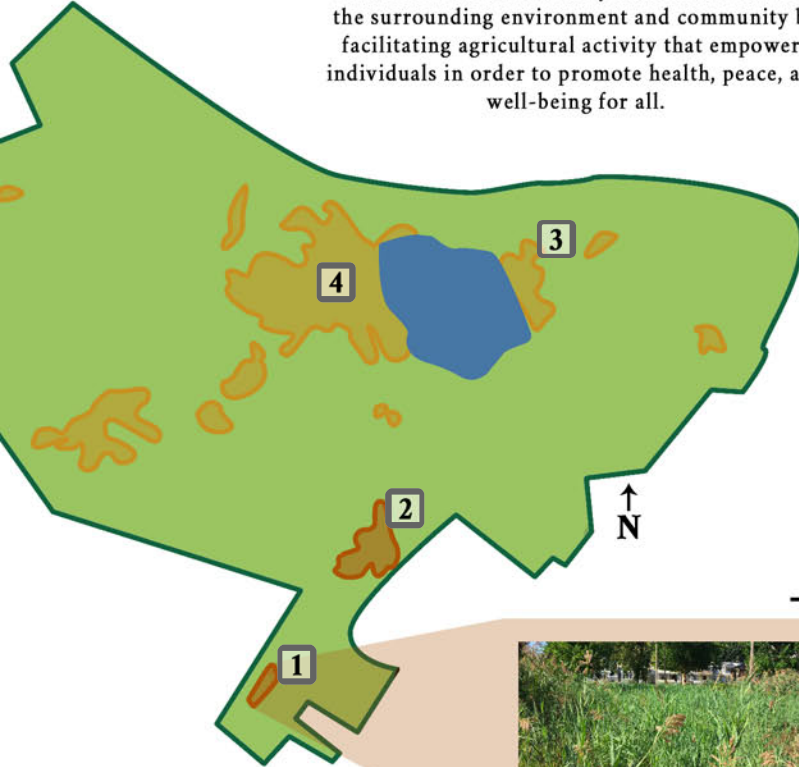 the surrounding environment and community
facilitating agricultural activity that empower
individuals in order to promote health, peace,
well-being for all.
3
4
2
N
1